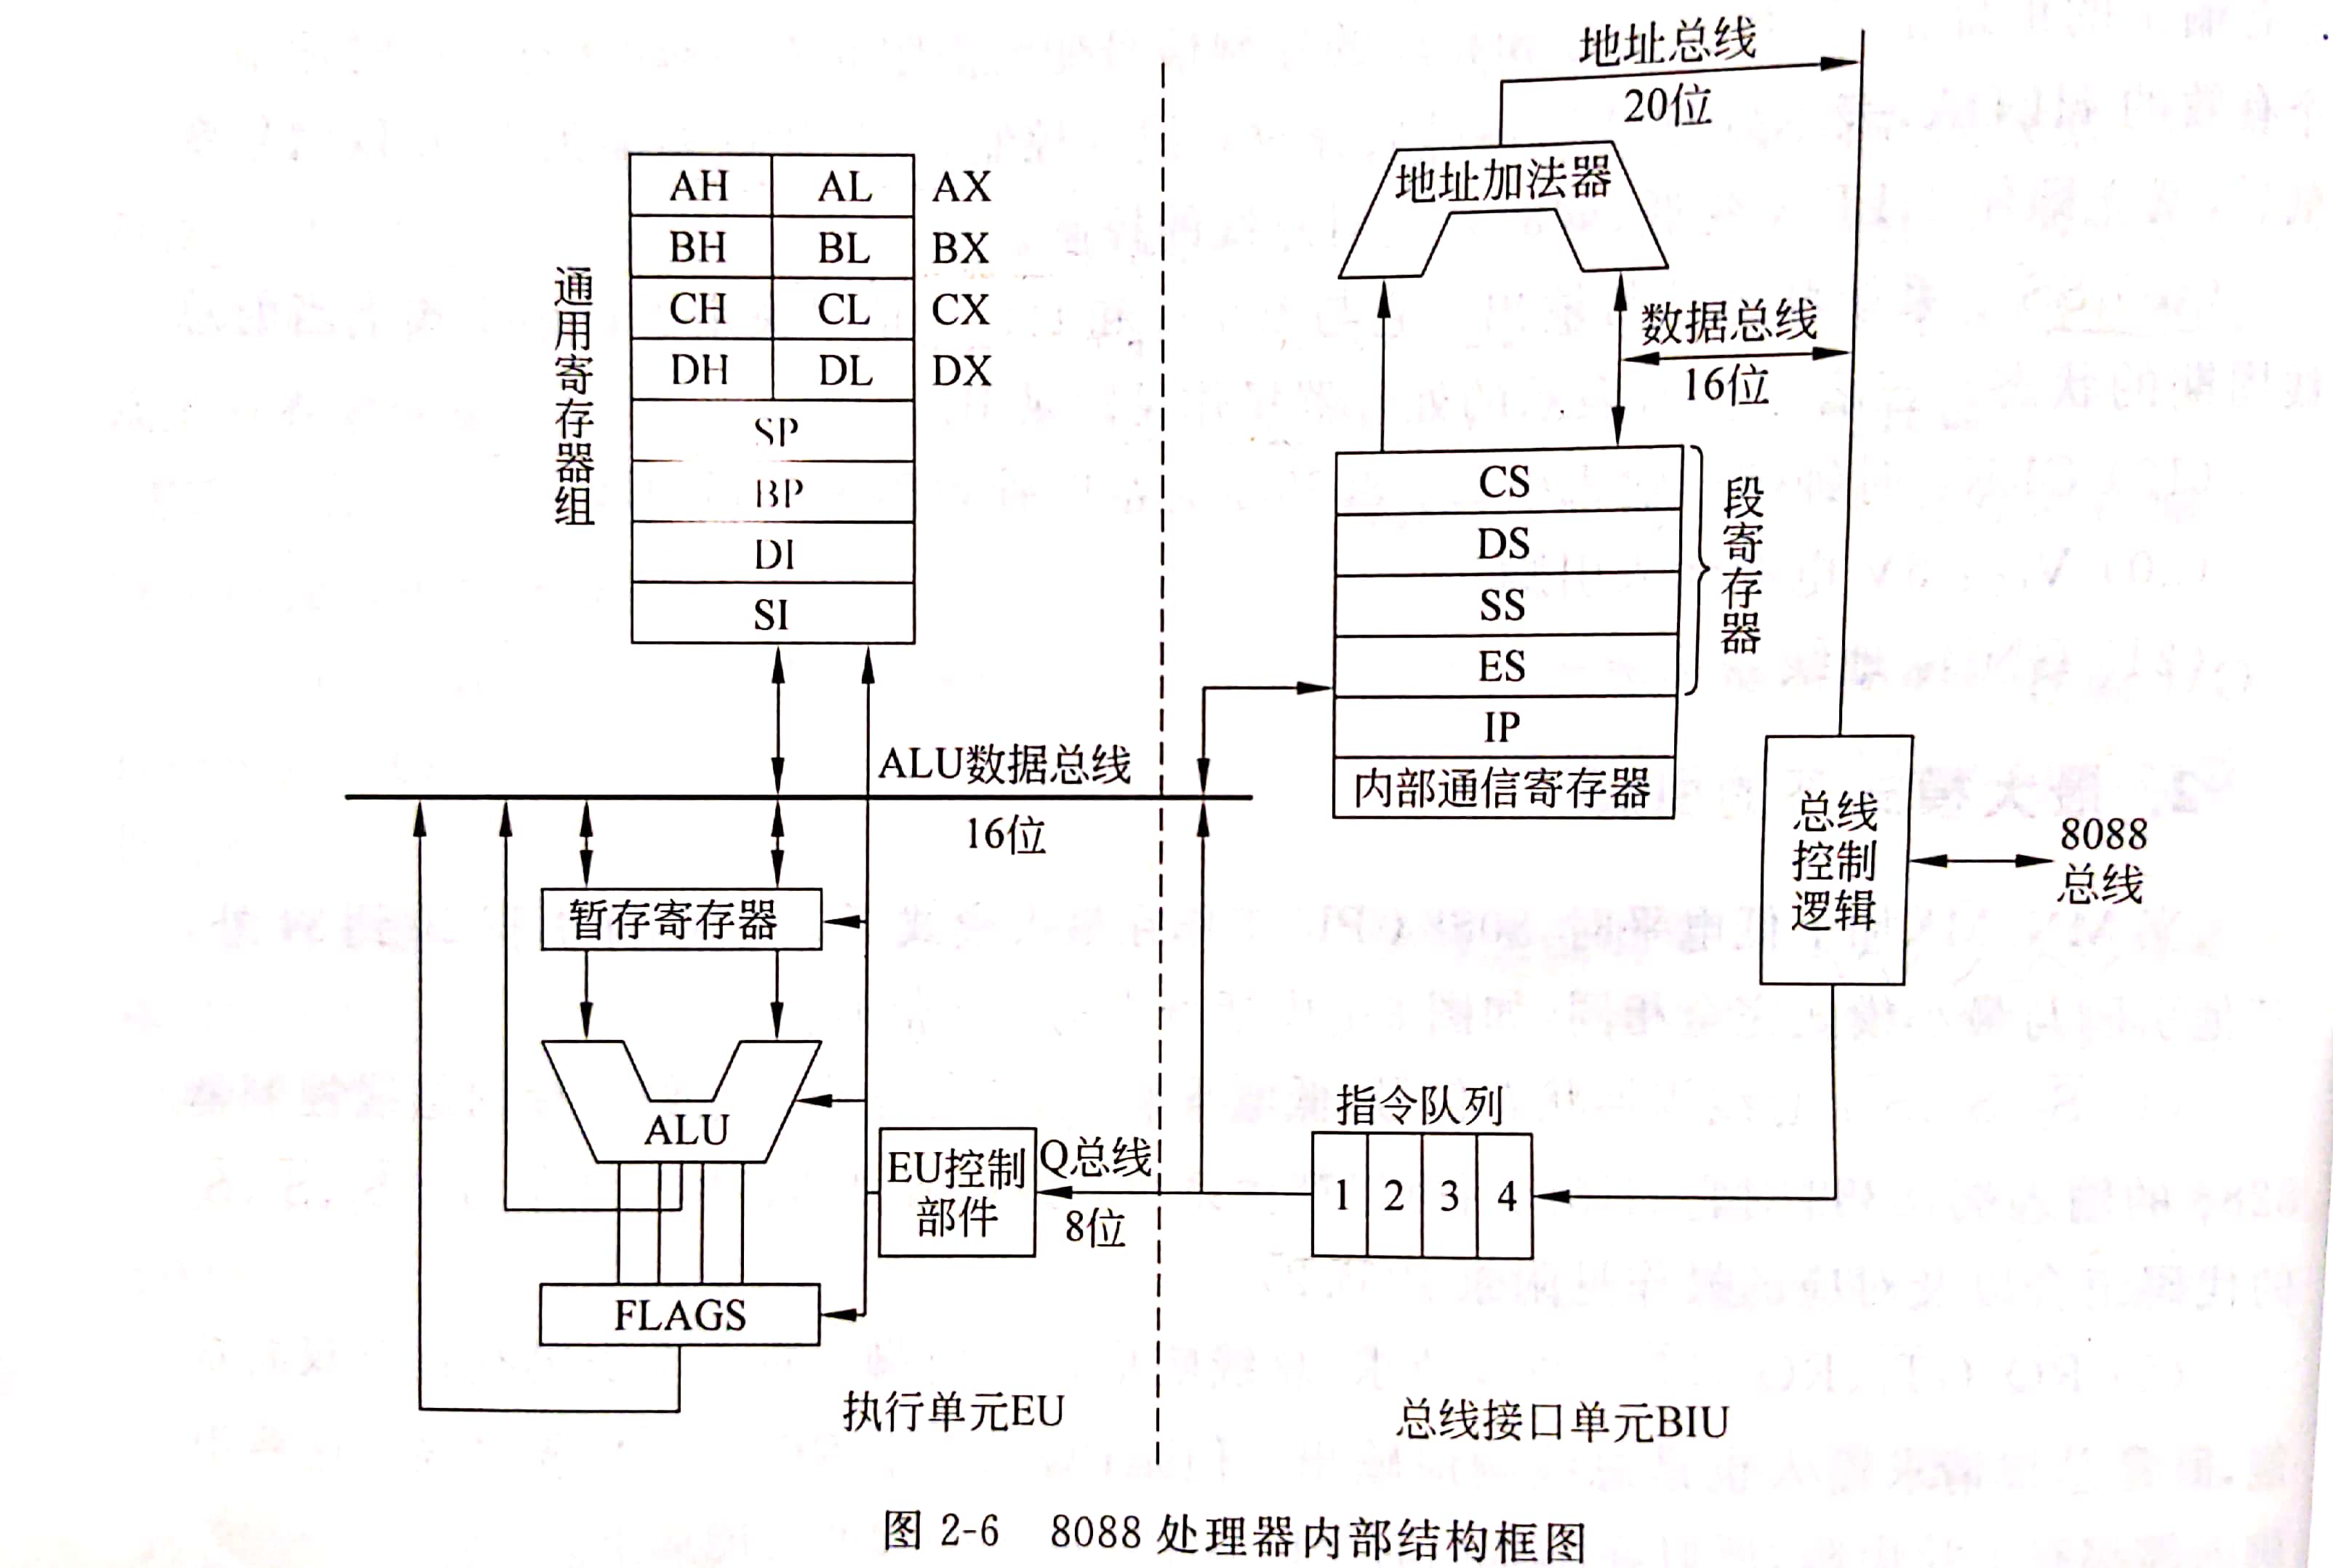 地址总线
20位
地址加法器
AH AL AX
BH BL BX
CH CL CX
DH DL DX
SP
BP
DI
SI
通用寄存器组
数据总线
16位
CS
DS
SS
ES
IP
内部通信寄存器
段寄存器
ALU数据总线
16位
总线
控制
逻辑
8088
总线
暂存寄存器
ALU
EU控制
部件
Q总线
8位
指令队列
1 2 3 4
FLAGS
执行单元EU
总线接口单元BIU
图 2-6 8088 处理器内部结构框图